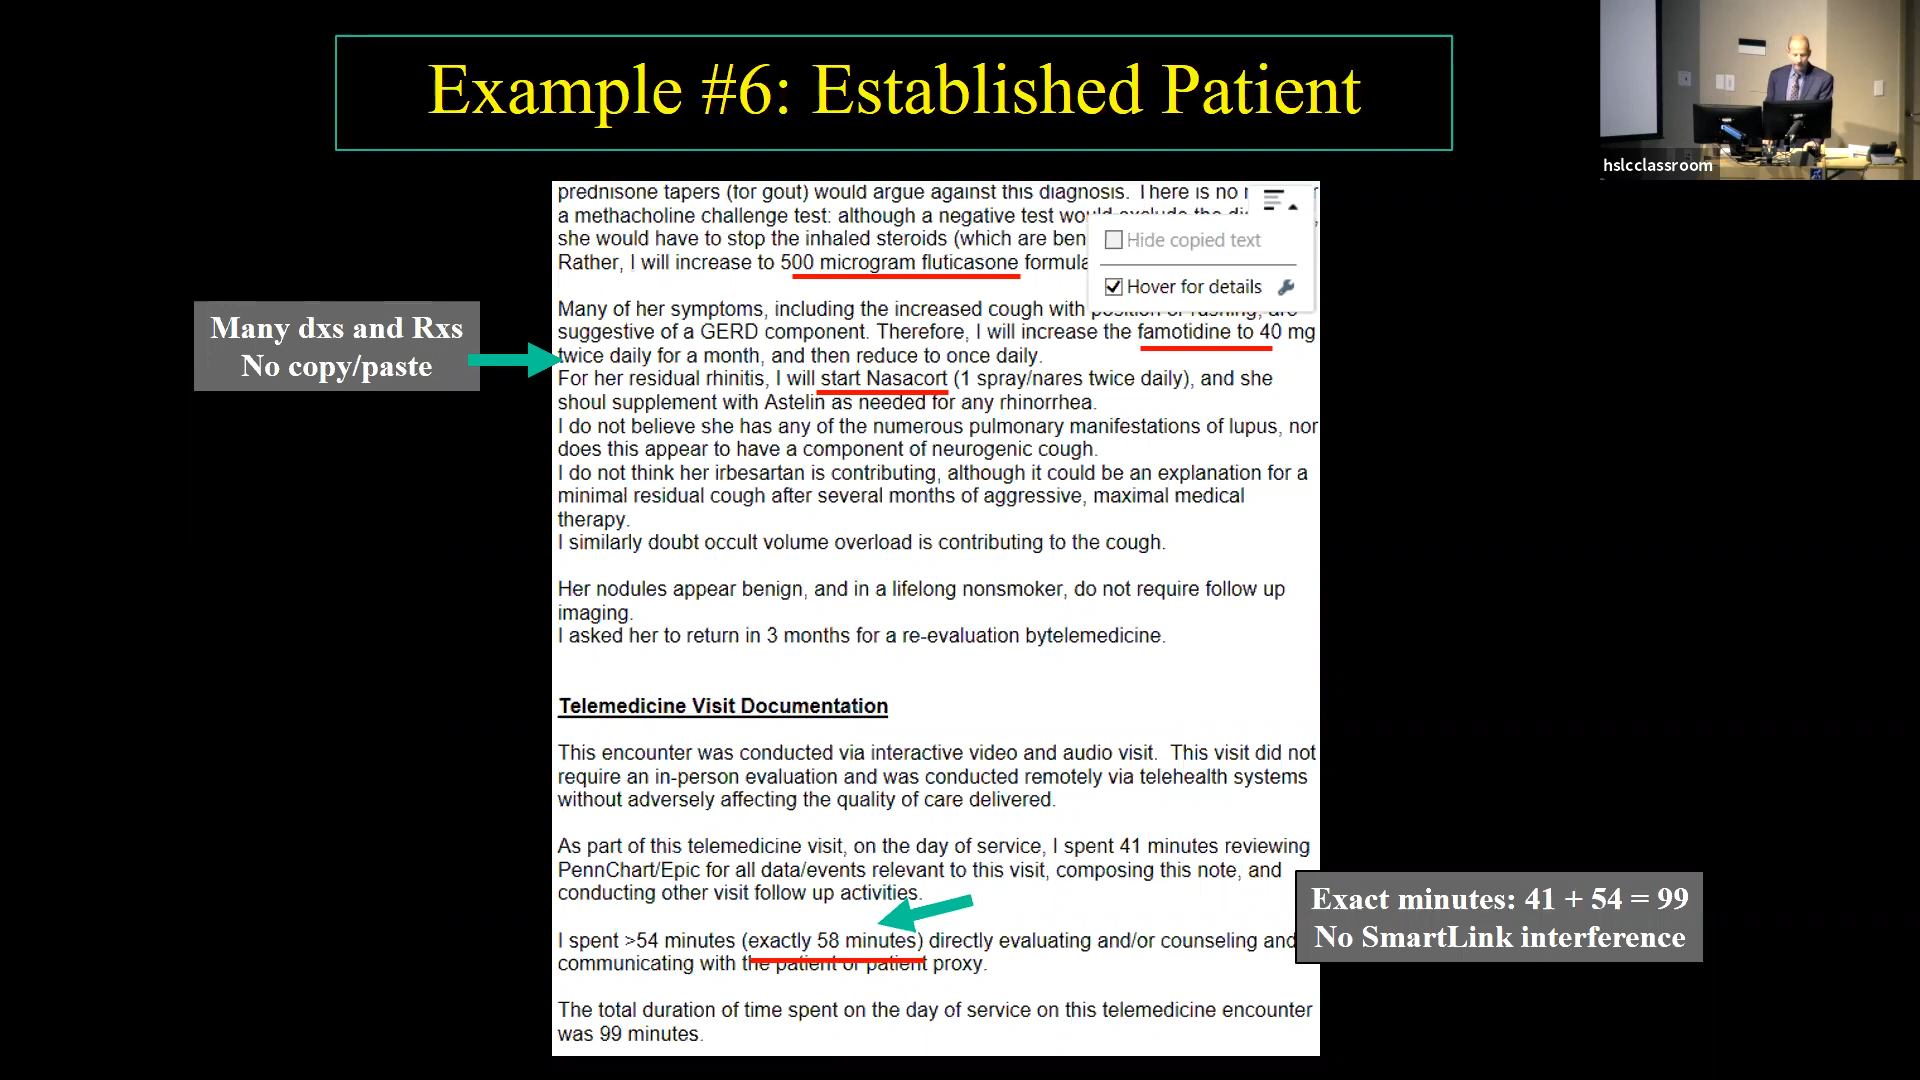 Example #6: Established Patient
hslcclassroom
prednisone tapers (for gout) would argue against this diagnosis. There is no
a methacholine challenge test: although a negative test would exclude the
she would have to stop the inhaled steroids (which are ben
Rather, I will increase to 500 microgram fluticasone formula
Hide copied text
Hover for details
Many of her symptoms, including the increased cough with position or rushing, are
suggestive of a GERD component. Therefore, I will increase the famotidine to 40 mg
twice daily for a month, and then reduce to once daily.
For her residual rhinitis, I will start Nasacort (1 spray/nares twice daily), and she
shoul supplement with Astelin as needed for any rhinorrhea.
I do not believe she has any of the numerous pulmonary manifestations of lupus, nor
does this appear to have a component of neurogenic cough.
I do not think her irbesartan is contributing, although it could be an explanation for a
minimal residual cough after several months of aggressive, maximal medical
therapy.
I similarly doubt occult volume overload is contributing to the cough.
Her nodules appear benign, and in a lifelong nonsmoker, do not require follow up
imaging.
I asked her to return in 3 months for a re-evaluation bytelemedicine.
Many dxs and Rxs
No copy/paste
Telemedicine Visit Documentation
This encounter was conducted via interactive video and audio visit. This visit did not
require an in-person evaluation and was conducted remotely via telehealth systems
without adversely affecting the quality of care delivered.
As part of this telemedicine visit, on the day of service, I spent 41 minutes reviewing
PennChart/Epic for all data/events relevant to this visit, composing this note, and
conducting other visit follow up activities.
I spent >54 minutes (exactly 58 minutes) directly evaluating and/or counseling and
communicating with the patient or patient proxy.
The total duration of time spent on the day of service on this telemedicine encounter
was 99 minutes.
Exact minutes: 41 + 54 = 99
No SmartLink interference